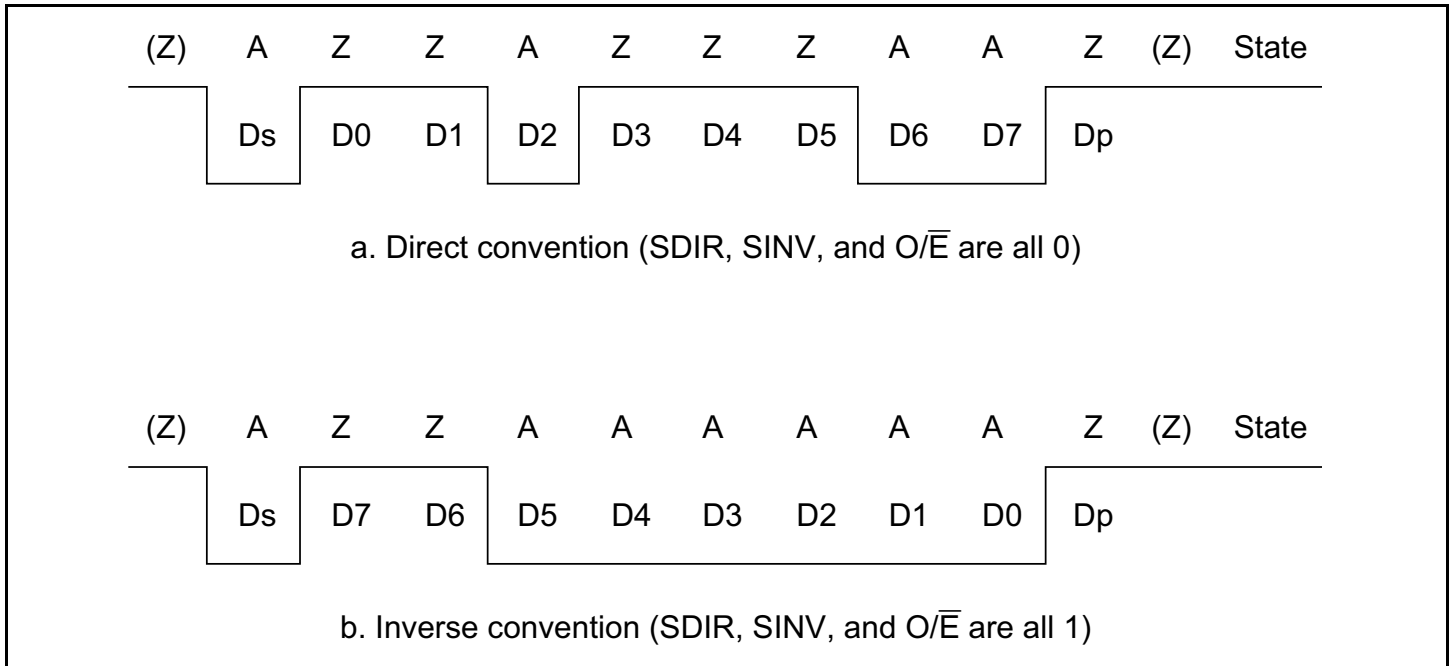 (Z) A Z Z A Z Z Z A A Z (Z) State
Ds D0 D1 D2 D3 D4 D5 D6 D7 Dp
a. Direct convention (SDIR, SINV, and O/E̅ are all 0)
(Z) A Z Z A A A A A A Z (Z) State
Ds D7 D6 D5 D4 D3 D2 D1 D0 Dp
b. Inverse convention (SDIR, SINV, and O/E̅ are all 1)